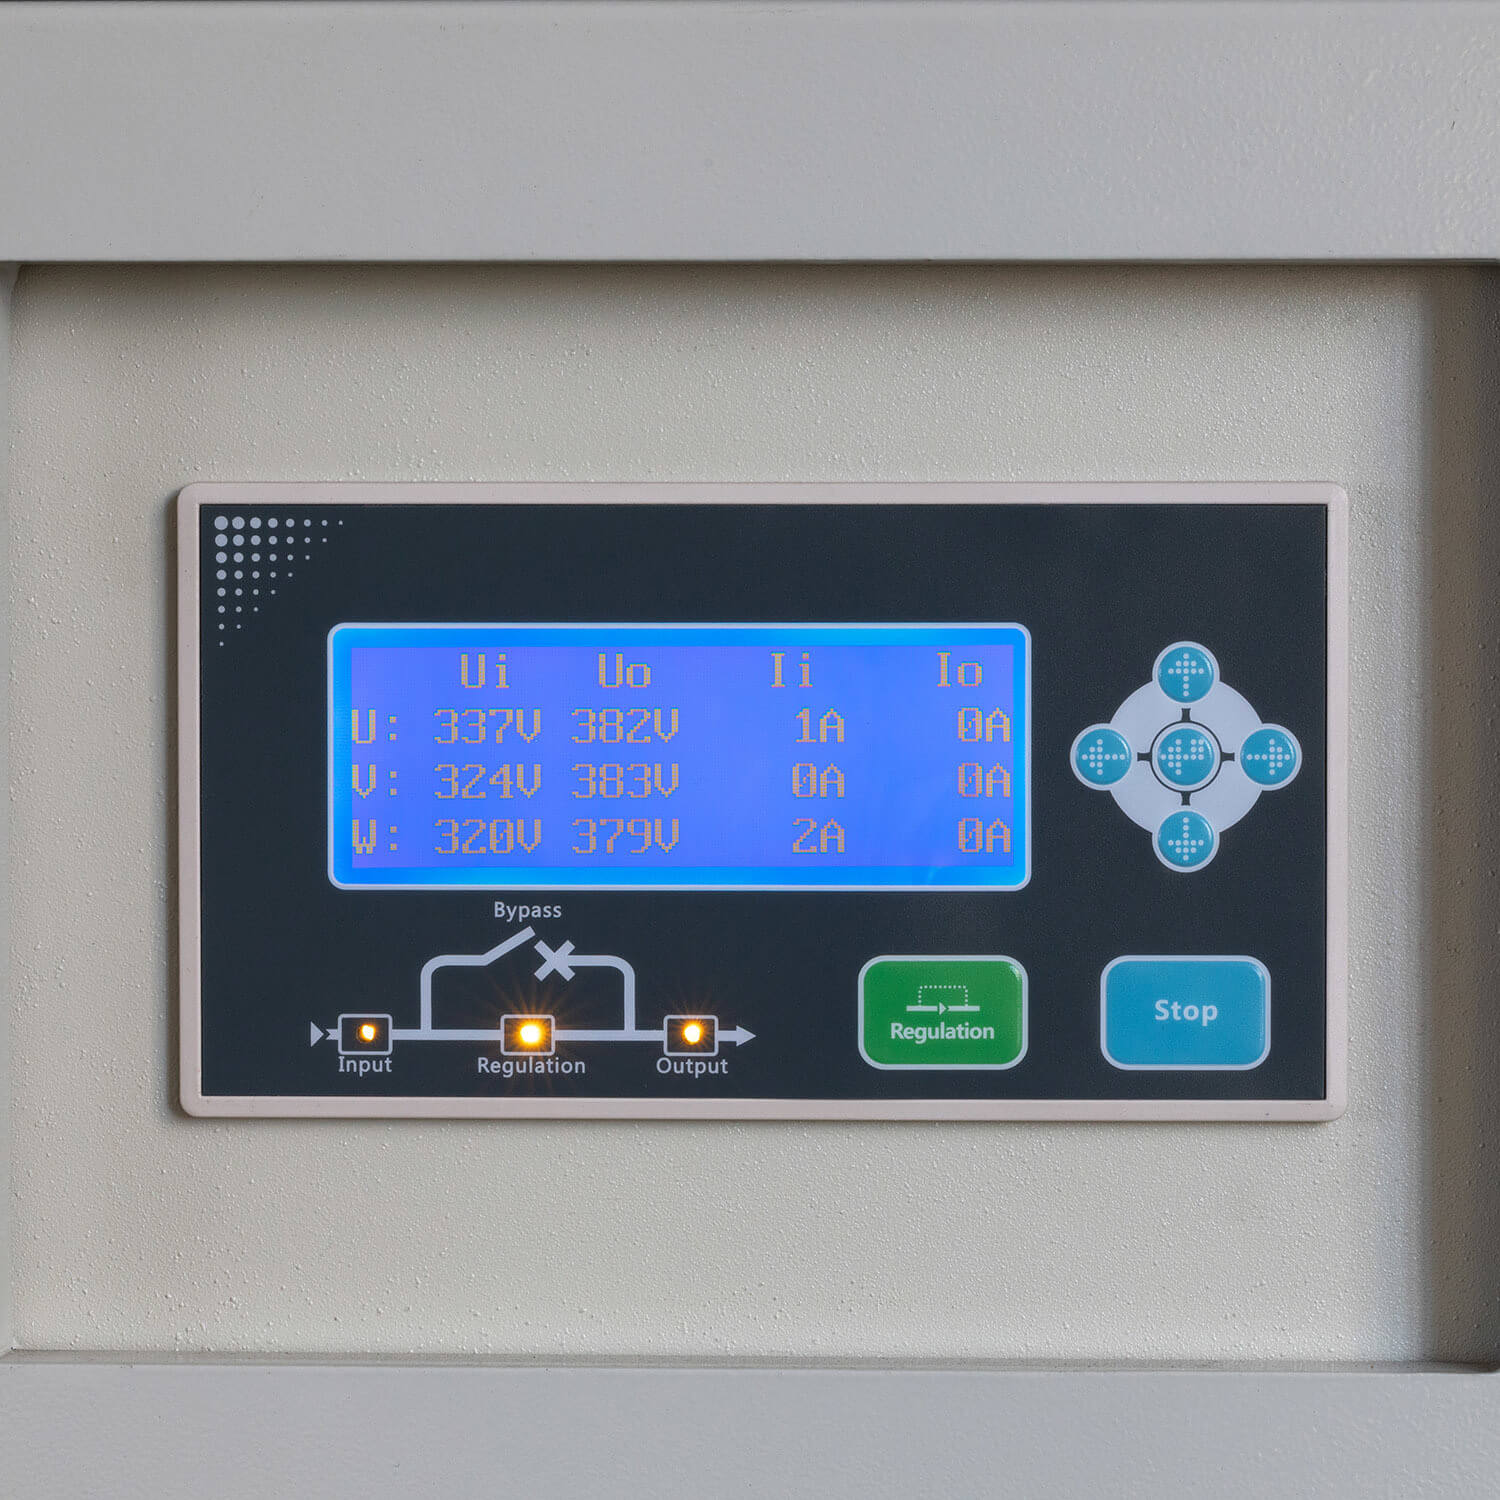 Ui Uo Ii Io
U: 337V 382V 1A 0A
V: 324V 383V 0A 0A
W: 320V 379V 2A 0A
Bypass
Input Regulation Output
Regulation
Stop